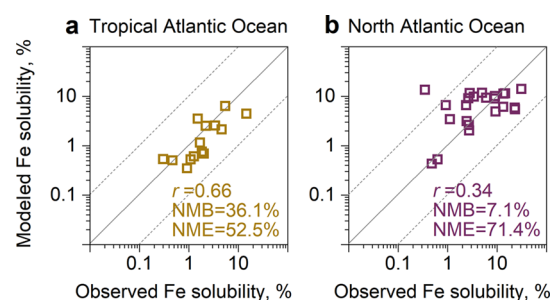 a Tropical Atlantic Ocean
b North Atlantic Ocean
Modeled Fe solubility, %
10
1
0.1
r=0.66
NMB=36.1%
NME=52.5%
0.1 1 10
Observed Fe solubility, %
10
1
0.1
r=0.34
NMB=7.1%
NME=71.4%
0.1 1 10
Observed Fe solubility, %